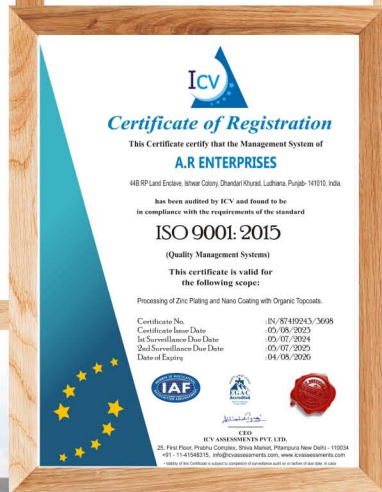 Icv
Certificate of Registration
This Certificate certify that the Management System of
A.R ENTERPRISES
44B RP Land Enclave, Ishwar Colony, Dhandari Khurad, Ludhiana, Punjab- 141010, India.
has been audited by ICV and found to be
in compliance with the requirements of the standard
ISO 9001: 2015
(Quality Management Systems)
This certificate is valid for
the following scope:
Processing of Zinc Plating and Nano Coating with Organic Topcoats.
Certificate No. :IN/87419243/3698
Certificate Issue Date :05/08/2023
1st Surveillance Due Date :05/07/2024
2nd Surveillance Due Date :05/07/2025
Date of Expiry :04/08/2026
IAF
EGAC
Accredited
CEO
ICV ASSESSMENTS PVT. LTD.
25, First Floor, Prabhu Complex, Shiva Market, Pitampura New Delhi - 110034
+91 - 11-41548315, info@icvassessments.com, www.icvassessments.com